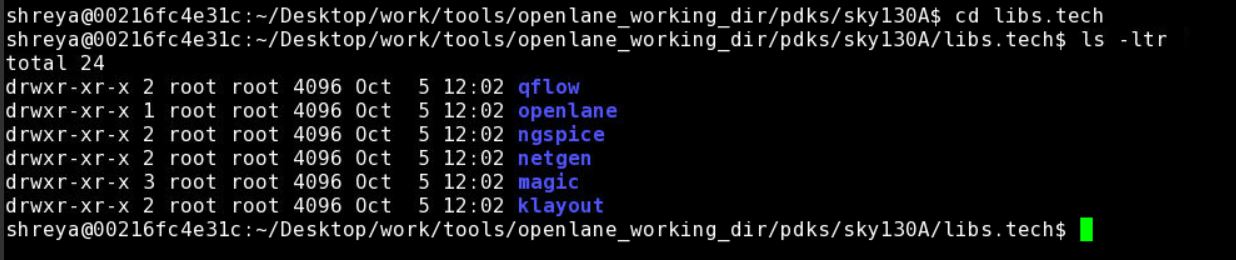 shreya@00216fc4e31c:~/Desktop/work/tools/openlane_working_dir/pdks/sky130A$ cd libs.tech
shreya@00216fc4e31c:~/Desktop/work/tools/openlane_working_dir/pdks/sky130A/libs.tech$ ls -ltr
total 24
drwxr-xr-x 2 root root 4096 Oct  5 12:02 qflow
drwxr-xr-x 1 root root 4096 Oct  5 12:02 openlane
drwxr-xr-x 2 root root 4096 Oct  5 12:02 ngspice
drwxr-xr-x 2 root root 4096 Oct  5 12:02 netgen
drwxr-xr-x 3 root root 4096 Oct  5 12:02 magic
drwxr-xr-x 2 root root 4096 Oct  5 12:02 klayout
shreya@00216fc4e31c:~/Desktop/work/tools/openlane_working_dir/pdks/sky130A/libs.tech$